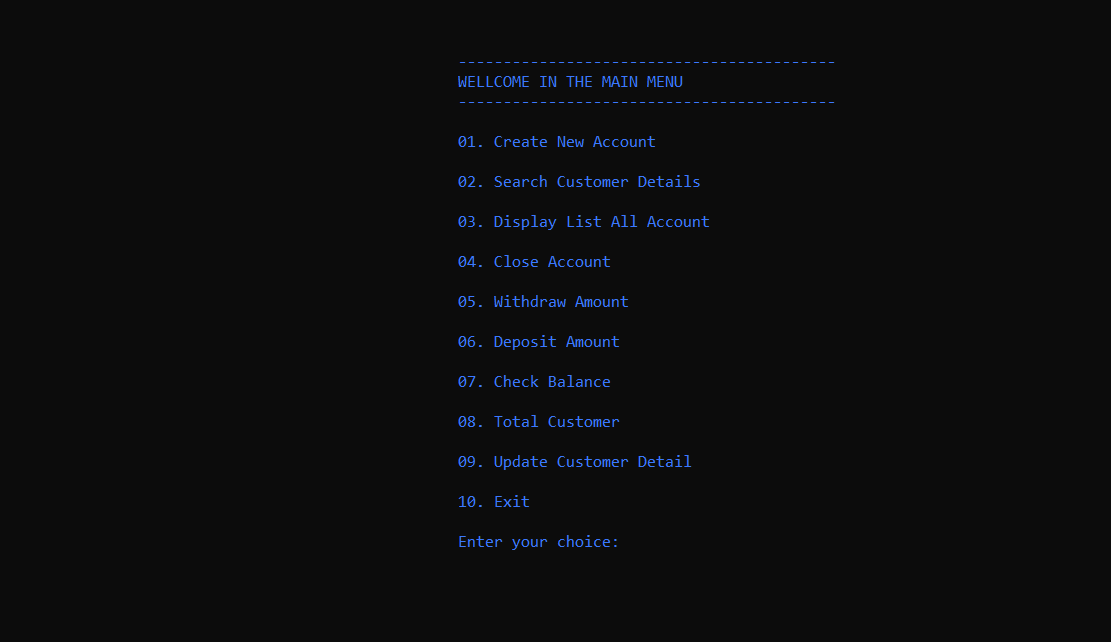 ------------------------------------------
WELLCOME IN THE MAIN MENU
------------------------------------------
01. Create New Account
02. Search Customer Details
03. Display List All Account
04. Close Account
05. Withdraw Amount
06. Deposit Amount
07. Check Balance
08. Total Customer
09. Update Customer Detail
10. Exit
Enter your choice: